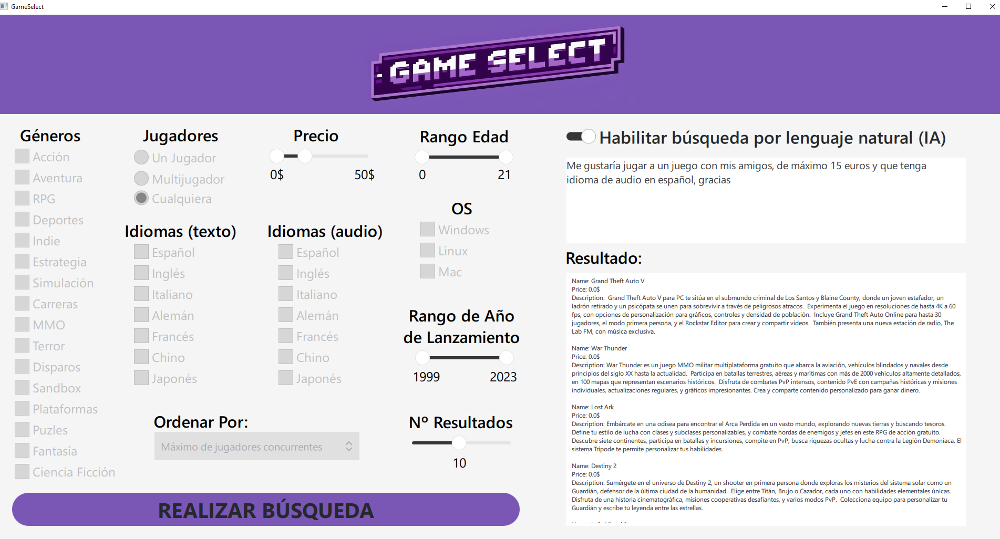 GameSelect
GAME SELECT
Géneros
Acción
Aventura
RPG
Deportes
Indie
Estrategia
Simulación
Carreras
MMO
Terror
Disparos
Sandbox
Plataformas
Puzles
Fantasía
Ciencia Ficción
Jugadores
Un Jugador
Multijugador
Cualquiera
Precio
0$ 50$
Rango Edad
0 21
Idiomas (texto)
Español
Inglés
Italiano
Alemán
Francés
Chino
Japonés
Idiomas (audio)
Español
Inglés
Italiano
Alemán
Francés
Chino
Japonés
OS
Windows
Linux
Mac
Rango de Año
de Lanzamiento
1999 2023
Ordenar Por:
Máximo de jugadores concurrentes
Nº Resultados
10
REALIZAR BÚSQUEDA
Habilitar búsqueda por lenguaje natural (IA)
Me gustaría jugar a un juego con mis amigos, de máximo 15 euros y que tenga
idioma de audio en español, gracias
Resultado:
Name: Grand Theft Auto V
Price: 0.0$
Description:  Grand Theft Auto V para PC te sitúa en el submundo criminal de Los Santos y Blaine County, donde un joven estafador, un
ladrón retirado y un psicópata se unen para sobrevivir a través de peligrosos atracos.  Experimenta el juego en resoluciones de hasta 4K a 60
fps, con opciones de personalización para gráficos, controles y densidad de población.  Incluye Grand Theft Auto Online para hasta 30
jugadores, el modo primera persona, y el Rockstar Editor para crear y compartir videos.  También presenta una nueva estación de radio, The
Lab FM, con música exclusiva.
Name: War Thunder
Price: 0.0$
Description: War Thunder es un juego MMO militar multiplataforma gratuito que abarca la aviación, vehículos blindados y navales desde
principios del siglo XX hasta la actualidad.  Participa en batallas terrestres, aéreas y marítimas con más de 2000 vehículos altamente detallados,
en 100 mapas que representan escenarios históricos.  Disfruta de combates PvP intensos, contenido PvE con campañas históricas y misiones
individuales, actualizaciones regulares, y gráficos impresionantes. Crea y comparte contenido personalizado para ganar dinero.
Name: Lost Ark
Price: 0.0$
Description: Embárcate en una odisea para encontrar el Arca Perdida en un vasto mundo, explorando nuevas tierras y buscando tesoros.
Define tu estilo de lucha con clases y subclases personalizables, y combate hordas de enemigos y jefes en este RPG de acción gratuito.
Descubre siete continentes, participa en batallas y incursiones, compite en PvP, busca riquezas ocultas y lucha contra la Legión Demoníaca. El
sistema Trípode te permite personalizar tus habilidades.
Name: Destiny 2
Price: 0.0$
Description: Sumérgete en el universo de Destiny 2, un shooter en primera persona donde exploras los misterios del sistema solar como un
Guardián, defensor de la última ciudad de la humanidad.  Elige entre Titán, Brujo o Cazador, cada uno con habilidades elementales únicas.
Disfruta de una historia cinematográfica, misiones cooperativas desafiantes, y varios modos PvP.  Colecciona equipo para personalizar tu
Guardián y escribe tu leyenda entre las estrellas.